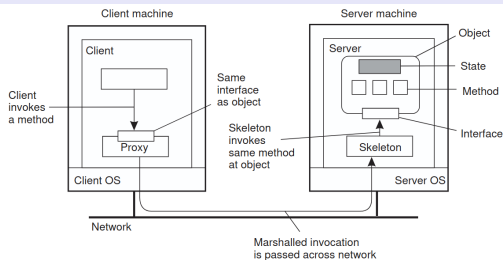 Client machine
Server machine
Object
Client
Server
State
Same
interface
as object
Method
Client
invokes
a method
Skeleton
invokes
same method
at object
Interface
Proxy
Skeleton
Client OS
Server OS
Network
Marshalled invocation
is passed across network